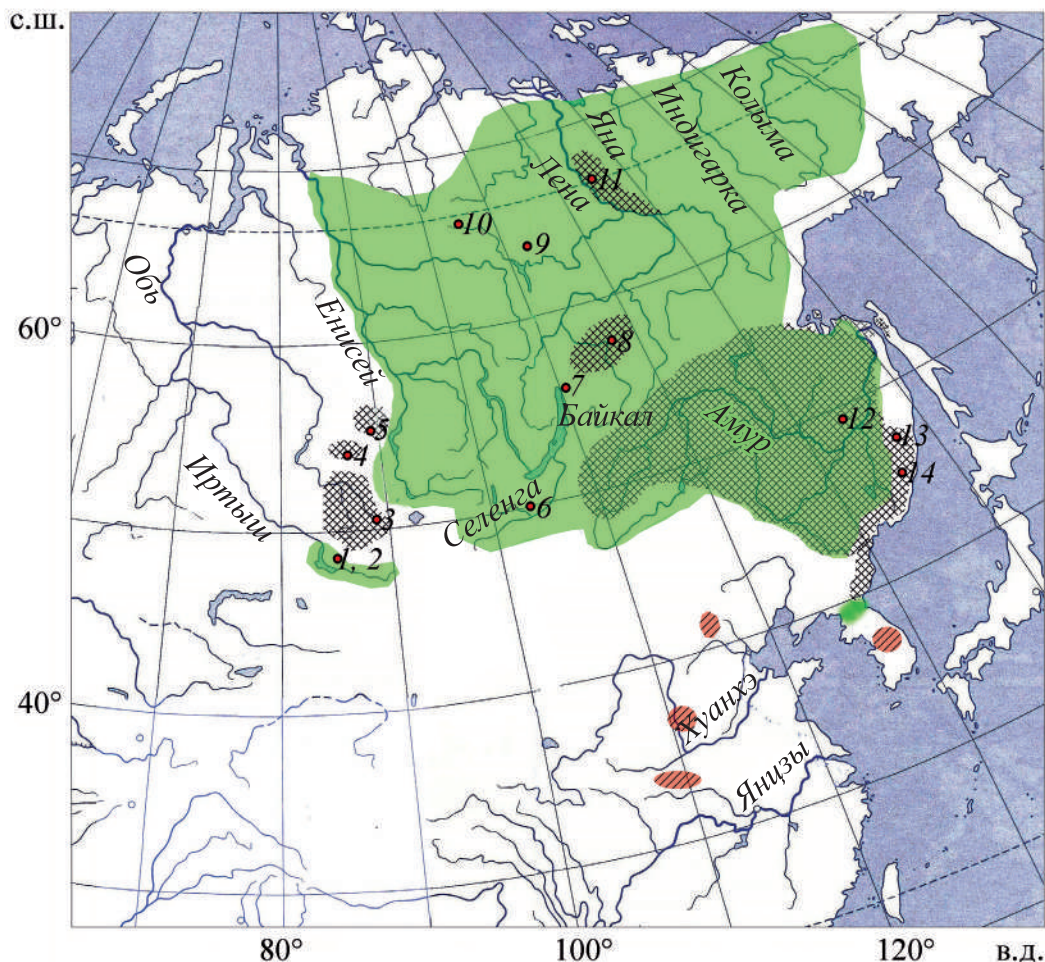 с.ш.
Колыма
Индигарка
Яна
Лена
11
10
9
Обь
Енисей
60°
8
7
Байкал
Амур
12
13
14
5
4
Иртыш
3
Селенга
6
1, 2
40°
Хуанхэ
Янцзы
80°
100°
120°
в.д.